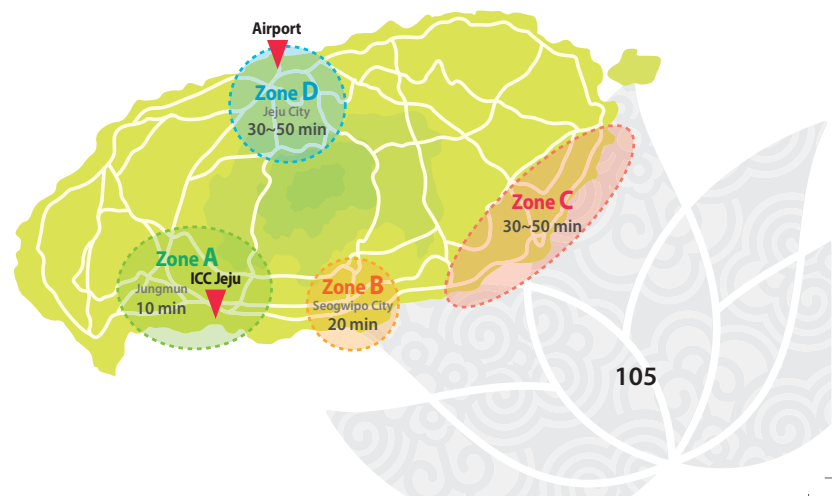 Airport
Zone D
Jeju City
30~50 min
Zone C
30~50 min
Zone A
ICC Jeju
Jungmun
10 min
Zone B
Seogwipo City
20 min
105